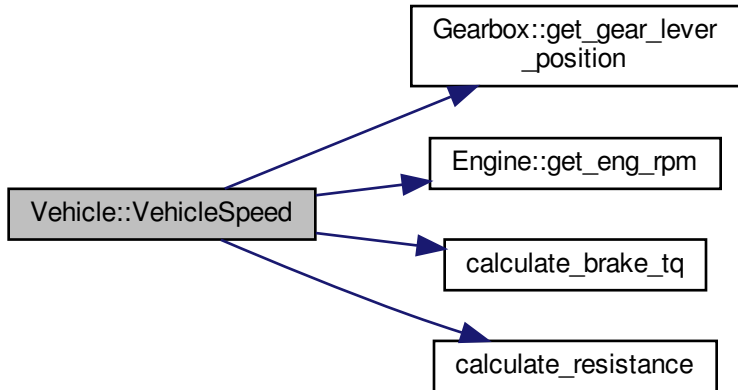 Gearbox::get_gear_lever
_position
Engine::get_eng_rpm
Vehicle::VehicleSpeed
calculate_brake_tq
calculate_resistance